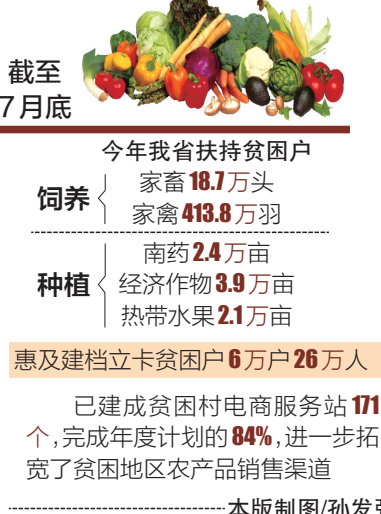 截至
7月底
今年我省扶持贫困户
饲养
家畜18.7万头
家禽413.8万羽
种植
南药2.4万亩
经济作物3.9万亩
热带水果2.1万亩
惠及建档立卡贫困户6万户26万人
已建成贫困村电商服务站171
个,完成年度计划的84%,进一步拓
宽了贫困地区农产品销售渠道
本版制图/孙发强